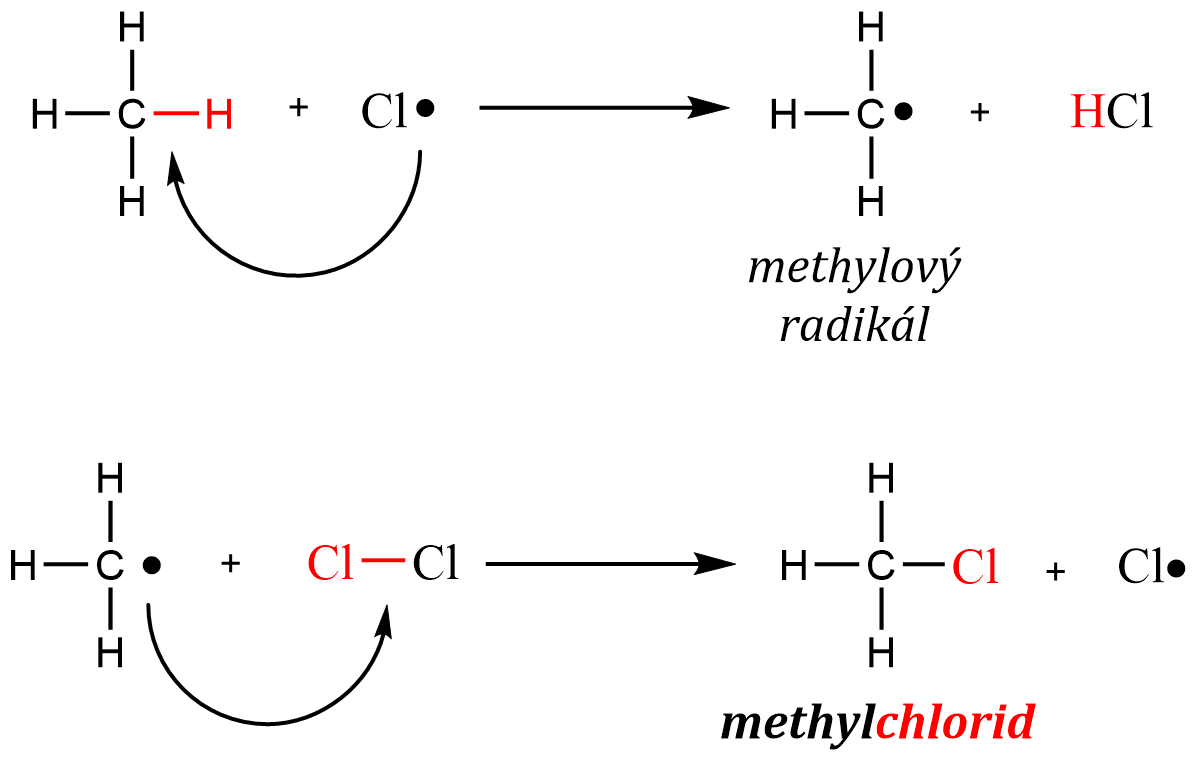 H
H C H + Cl• H C• + HCl
H
H
H
methylový
radikál
H
H C • + Cl Cl H C Cl + Cl•
H
H
H
methylchlorid